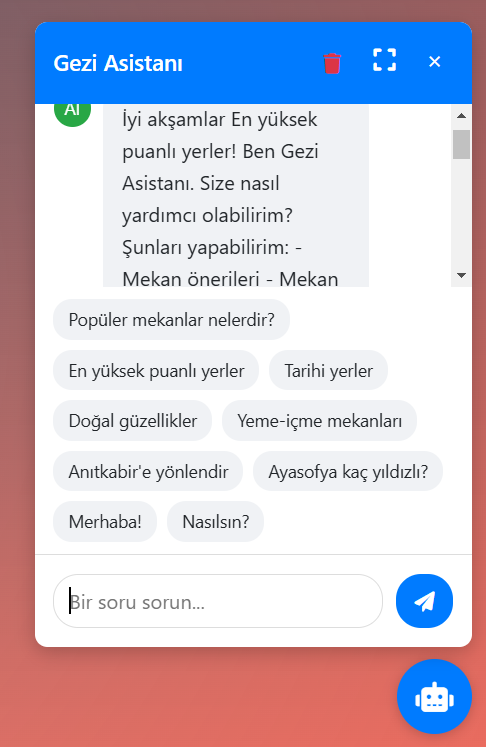 Gezi Asistanı
AI
İyi akşamlar En yüksek
puanlı yerler! Ben Gezi
Asistanı. Size nasıl
yardımcı olabilirim?
Şunları yapabilirim: -
Mekan önerileri - Mekan
Popüler mekanlar nelerdir?
En yüksek puanlı yerler Tarihi yerler
Doğal güzellikler Yeme-içme mekanları
Anıtkabir'e yönlendir Ayasofya kaç yıldızlı?
Merhaba! Nasılsın?
Bir soru sorun...